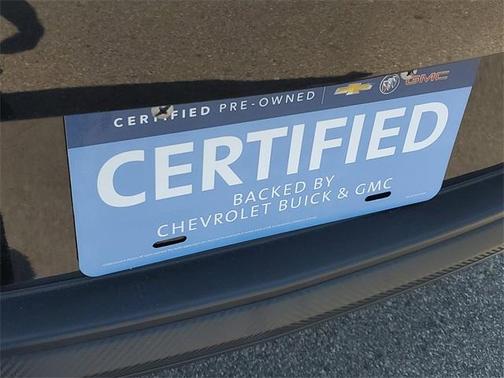 CERTIFIED PRE-OWNED | GMC
CERTIFIED
BACKED BY
CHEVROLET BUICK & GMC